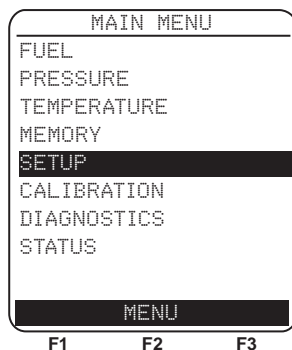 MAIN MENU
FUEL
PRESSURE
TEMPERATURE
MEMORY
SETUP
CALIBRATION
DIAGNOSTICS
STATUS
MENU
F1 F2 F3